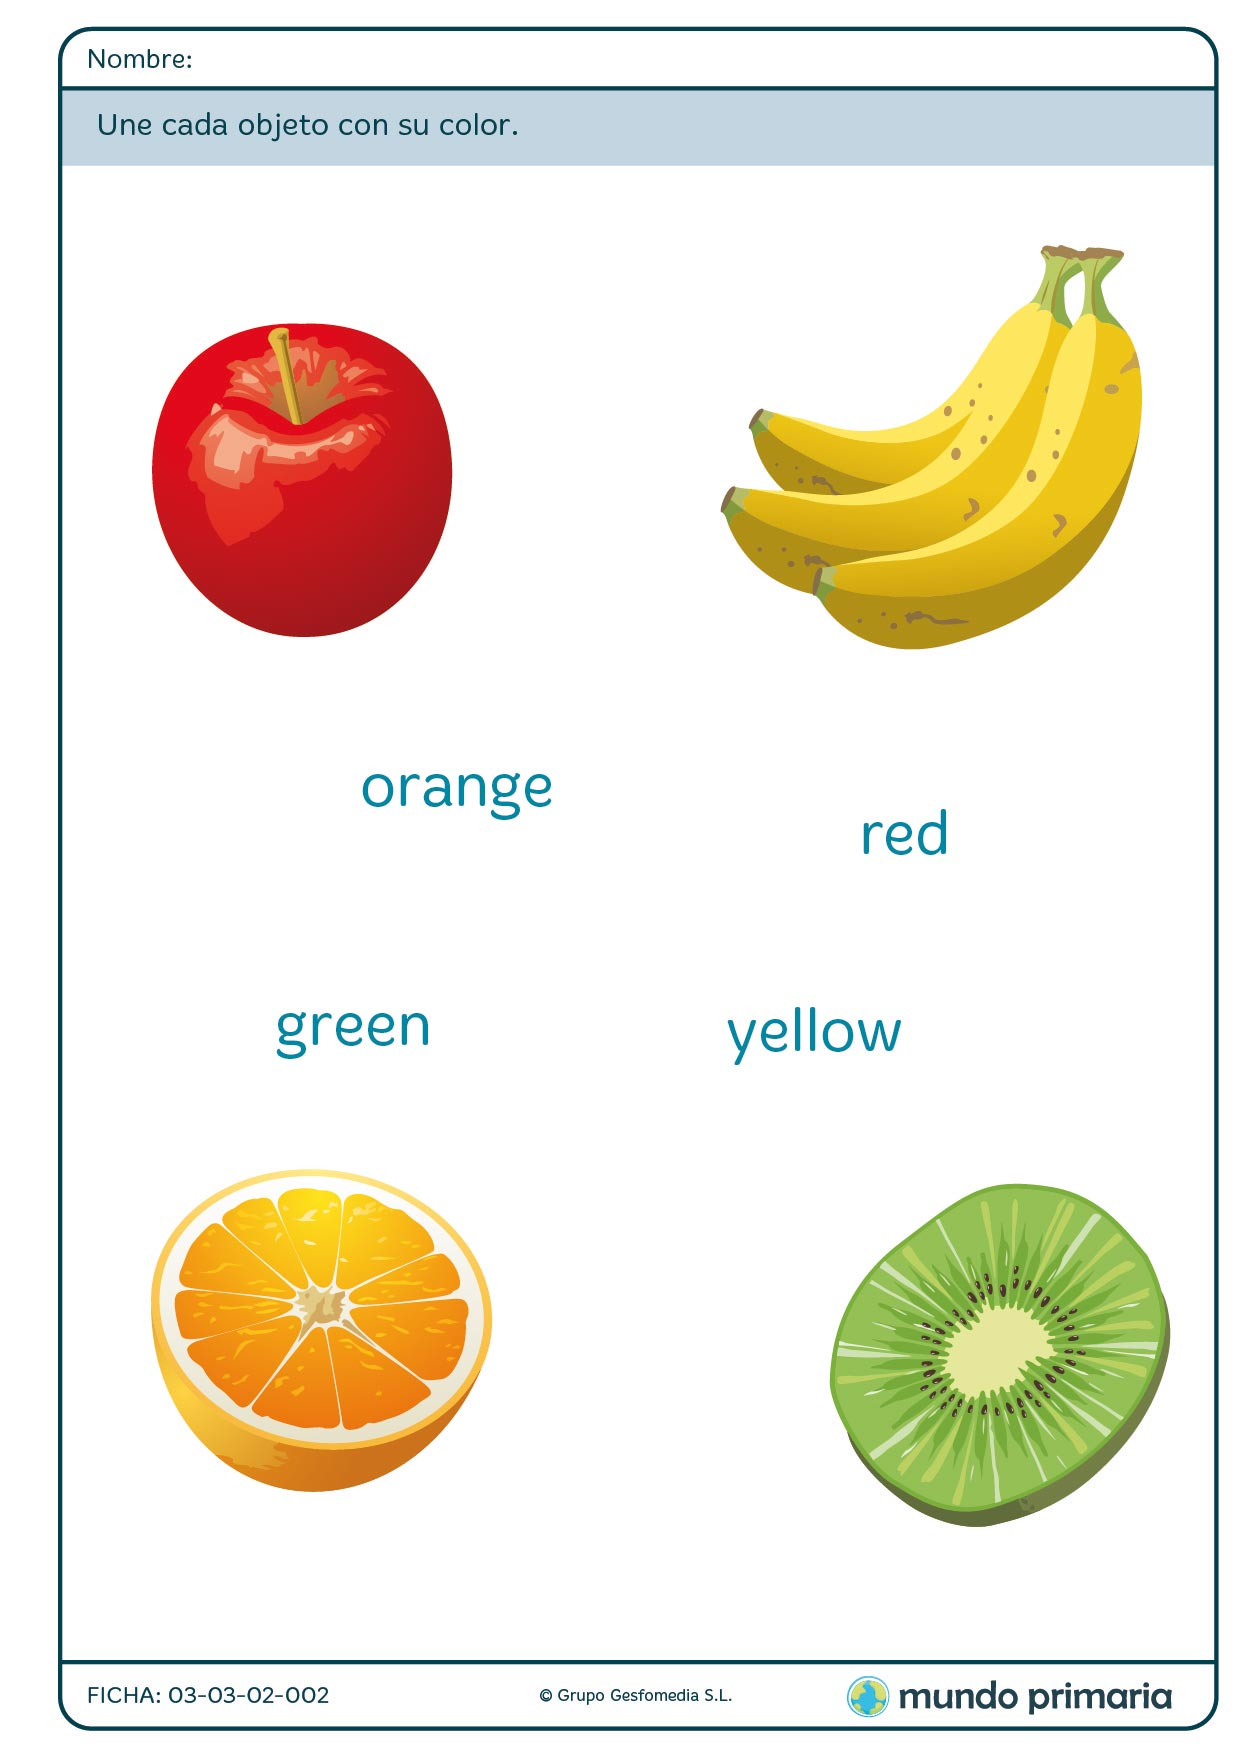 Nombre:
Une cada objeto con su color.
orange
red
green
yellow
FICHA: 03-03-02-002
© Grupo Gesfomedia S.L.
mundo primaria